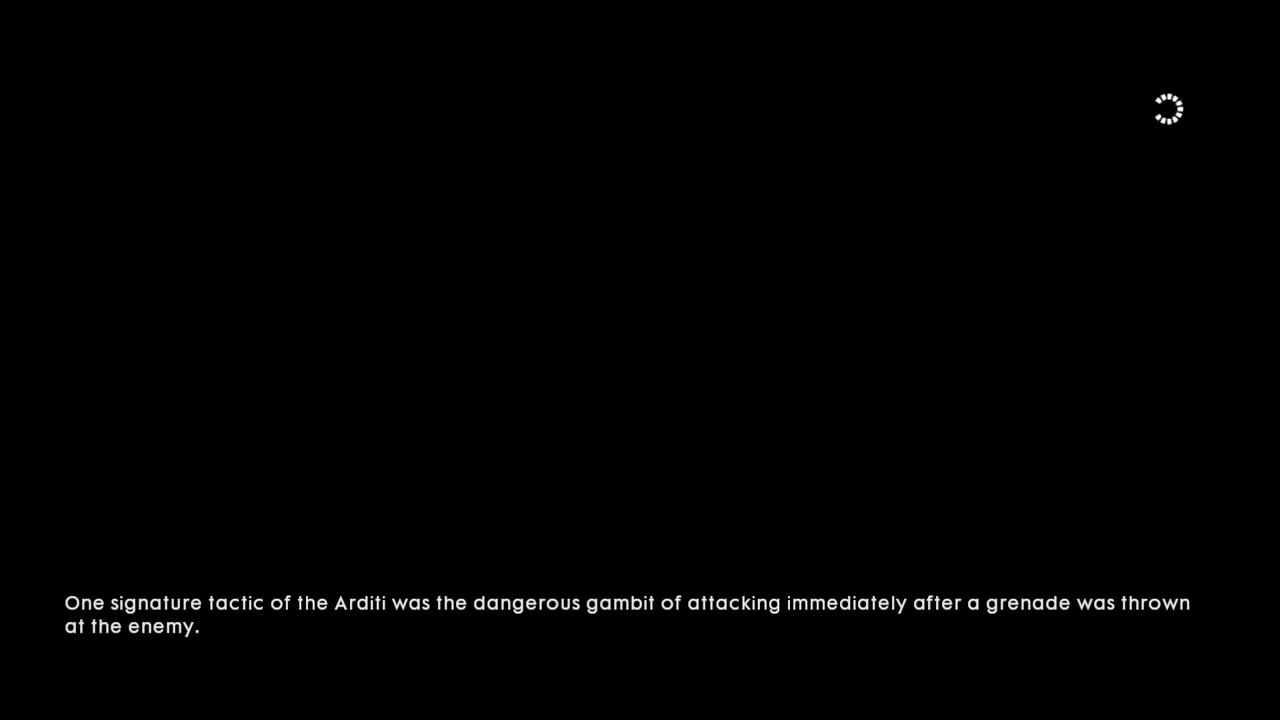 One signature tactic of the Arditi was the dangerous gambit of attacking immediately after a grenade was thrown
at the enemy.